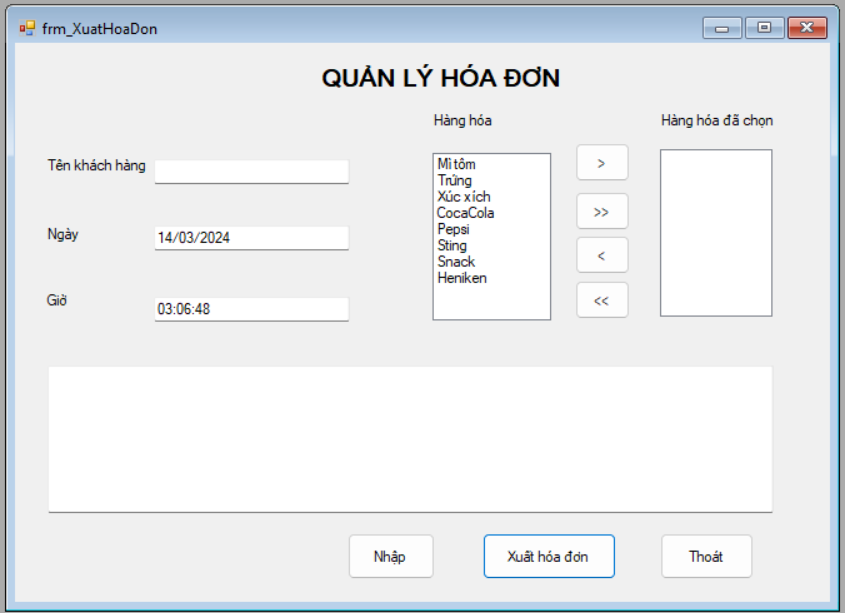 frm_XuatHoaDon
QUẢN LÝ HÓA ĐƠN
Hàng hóa
Hàng hóa đã chọn
Tên khách hàng
Ngày
14/03/2024
Giờ
03:06:48
Mì tôm
Trứng
Xúc xích
CocaCola
Pepsi
Sting
Snack
Heniken
>
>>
<
<<
Nhập
Xuất hóa đơn
Thoát